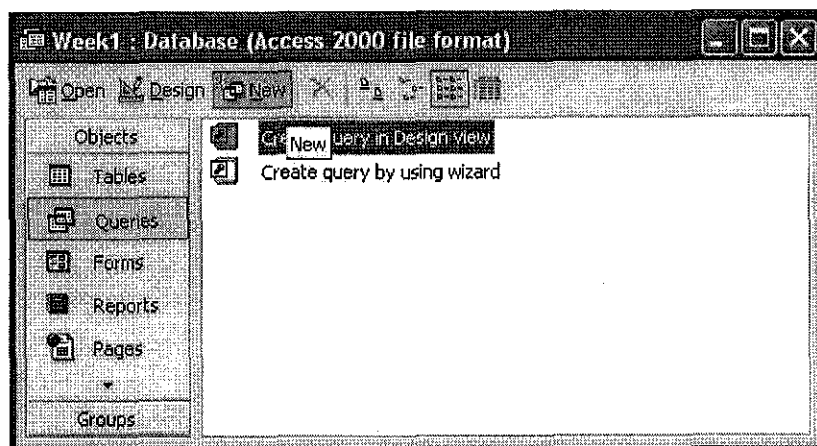 Week1 : Database (Access 2000 file format)
Open Design New
Objects
Tables
Queries
Forms
Reports
Pages
Groups
Create query in Design view
New
Create query by using wizard